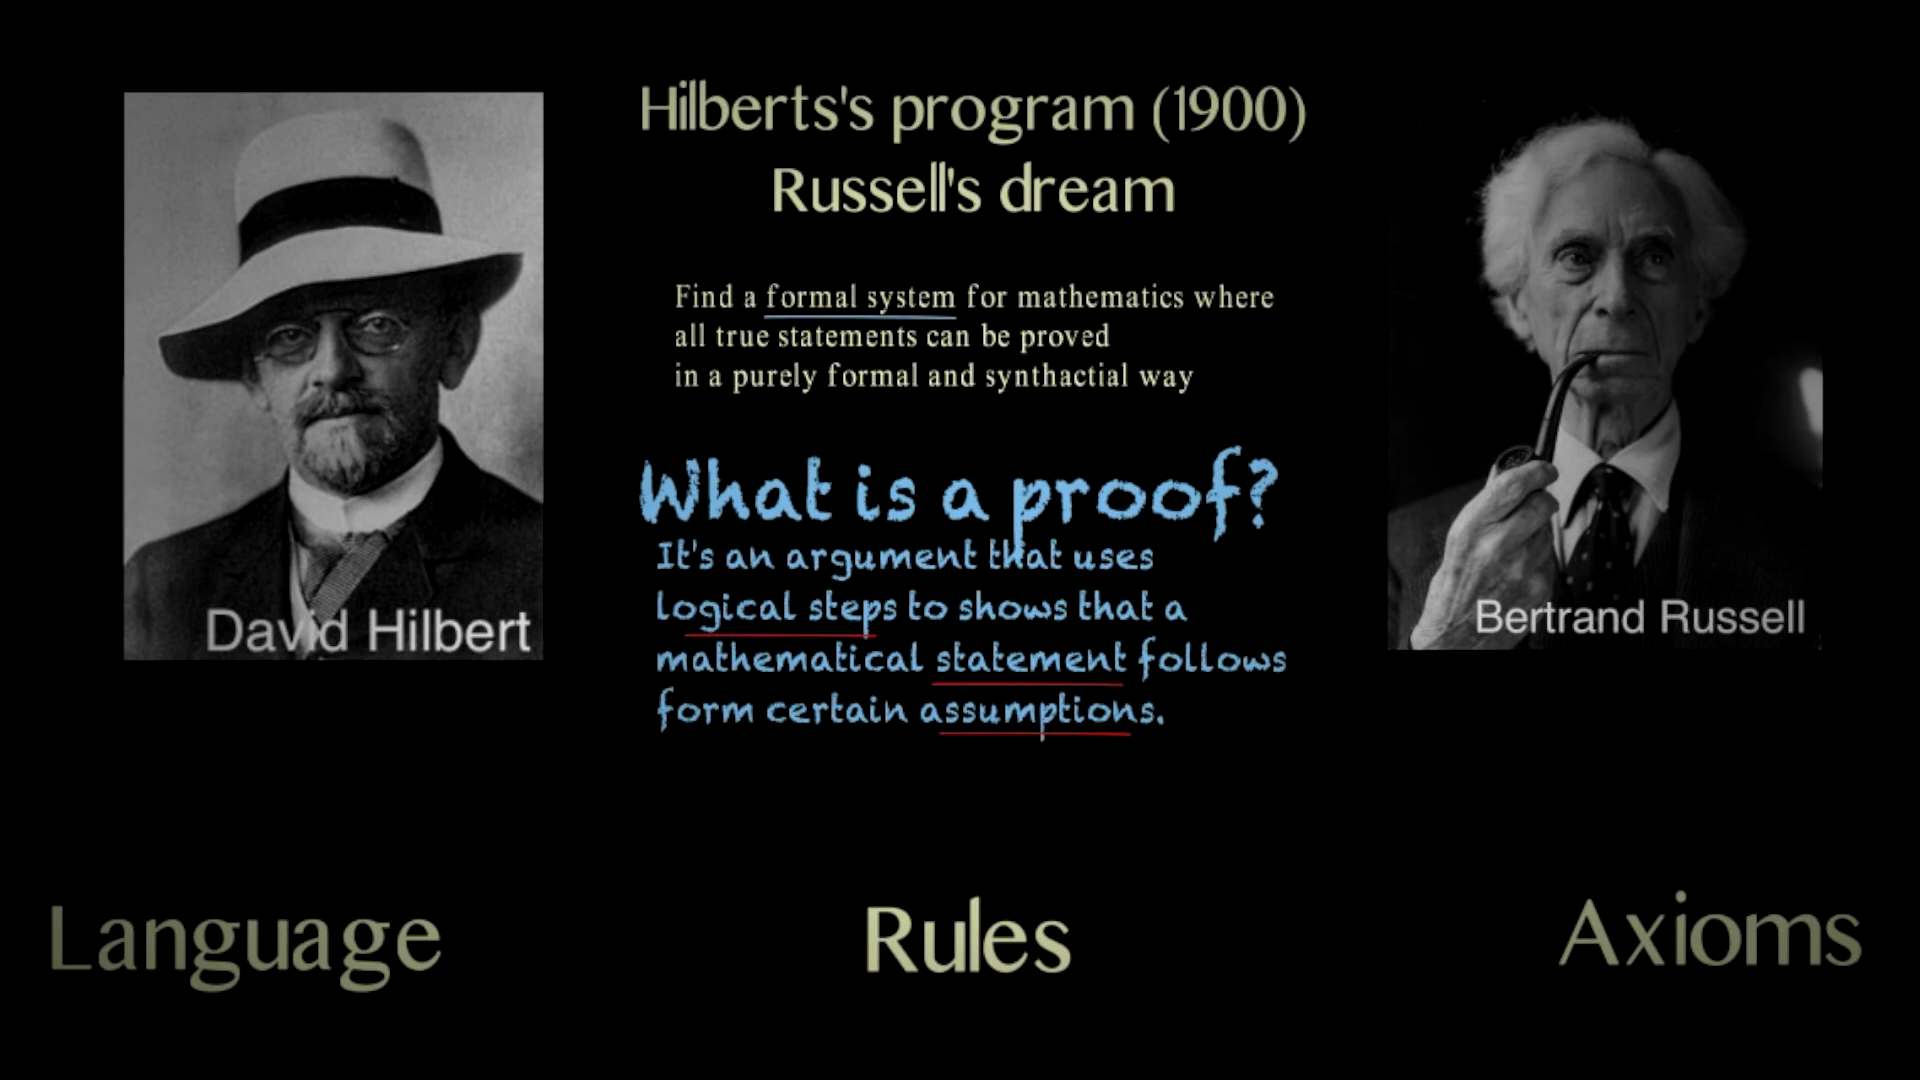 Hilberts's program (1900)
Russell's dream
Find a formal system for mathematics where
all true statements can be proved
in a purely formal and synthactial way
What is a proof?
It's an argument that uses
logical steps to shows that a
mathematical statement follows
form certain assumptions.
David Hilbert
Bertrand Russell
Language
Rules
Axioms